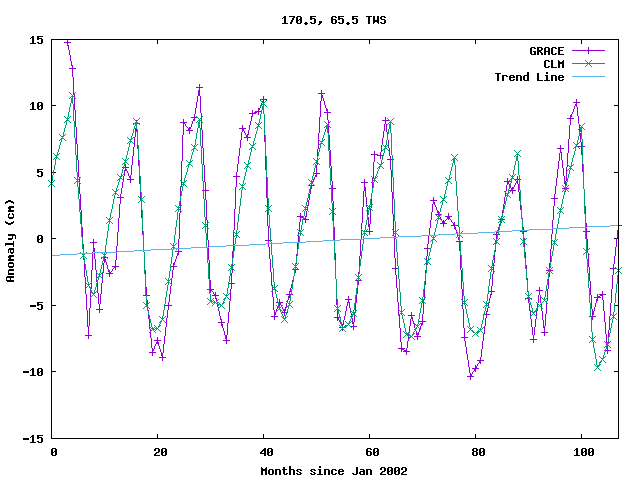 170.5, 65.5 TWS
GRACE
CLM
Trend Line
15
10
5
0
-5
-10
-15
Anomaly (cm)
0 20 40 60 80 100
Months since Jan 2002